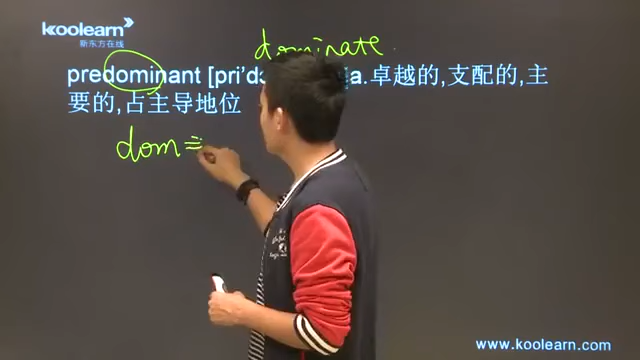 koolearn
新东方在线
dominate
predominant [pri'd a.卓越的,支配的,主
要的,占主导地位
dom=
www.koolearn.com